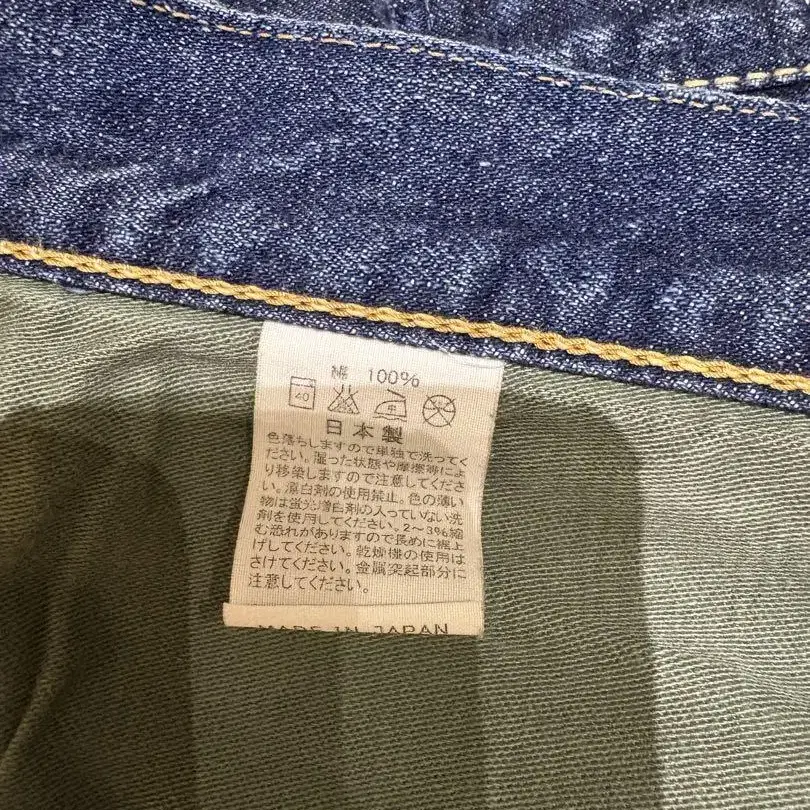 綿 100%
40 中
日本製
色落ちしますので単独で洗ってく
ださい。湿った状態や摩擦等によ
り移染しますので注意してくださ
い。漂白剤の使用禁止。色の薄い
物は蛍光増白剤の入っていない洗
剤を使用してください。2～3%縮
む恐れがありますので長めに裾上
げしてください。乾燥機の使用は
さけてください。金属突起部分に
注意してください。
MADE IN JAPAN